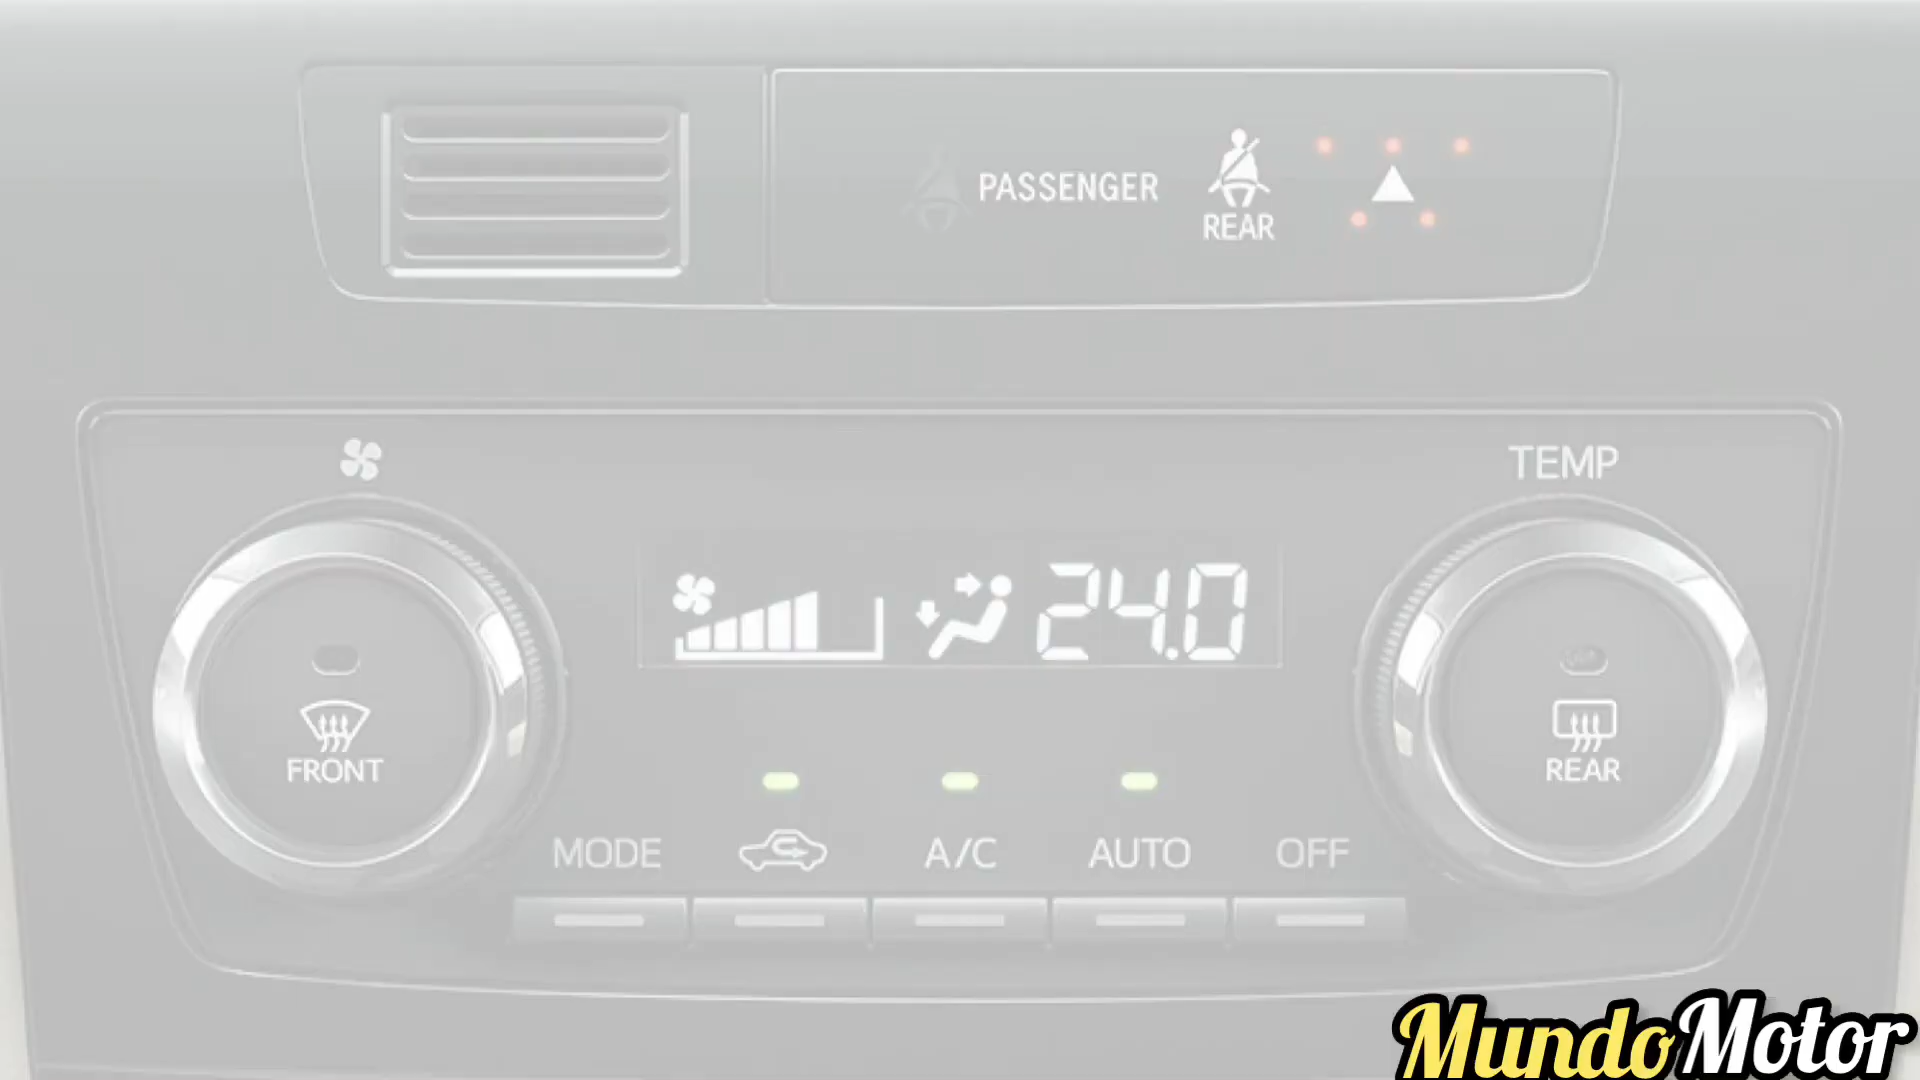 PASSENGER
REAR
TEMP
24.0
FRONT
REAR
MODE
A/C
AUTO
OFF
MundoMotor